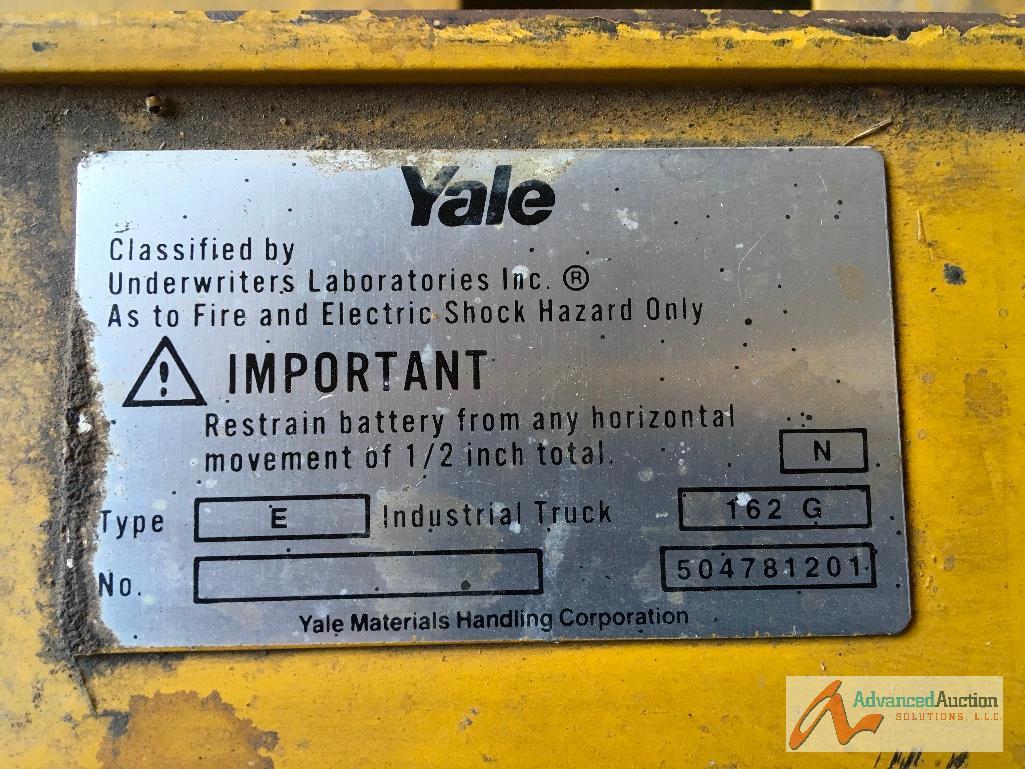 Yale
Classified by
Underwriters Laboratories Inc. ®
As to Fire and Electric Shock Hazard Only
IMPORTANT
Restrain battery from any horizontal
movement of 1/2 inch total.
N
Type E Industrial Truck 162 G
No. 504781201
Yale Materials Handling Corporation
AdvancedAuction
SOLUTIONS, L.L.C.